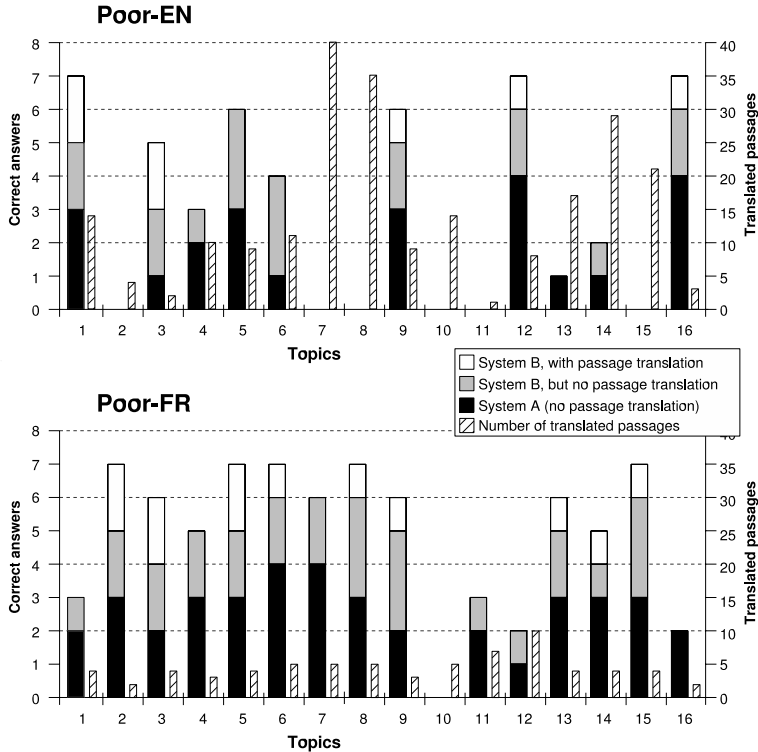 Poor-EN
8
7
6
5
4
3
2
1
0
Correct answers
40
35
30
25
20
15
10
5
0
Translated passages
1 2 3 4 5 6 7 8 9 10 11 12 13 14 15 16
Topics
System B, with passage translation
System B, but no passage translation
System A (no passage translation)
Number of translated passages
Poor-FR
8
7
6
5
4
3
2
1
0
Correct answers
35
30
25
20
15
10
5
0
Translated passages
1 2 3 4 5 6 7 8 9 10 11 12 13 14 15 16
Topics